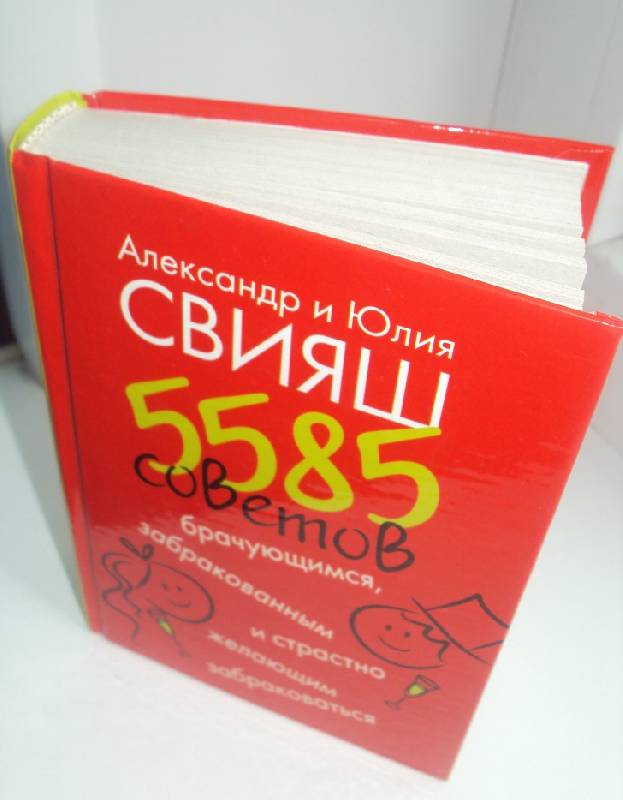 Александр и Юлия
СВИЯШ
5585
советов
брачующимся,
забракованным
и страстно
желающим
забраковаться